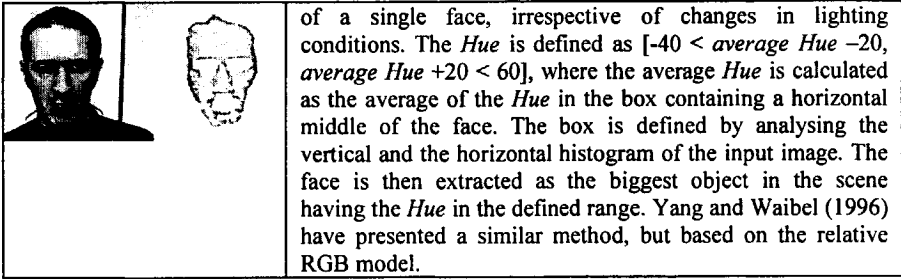 of a single face, irrespective of changes in lighting
conditions. The Hue is defined as [-40 < average Hue –20,
average Hue +20 < 60], where the average Hue is calculated
as the average of the Hue in the box containing a horizontal
middle of the face. The box is defined by analysing the
vertical and the horizontal histogram of the input image. The
face is then extracted as the biggest object in the scene
having the Hue in the defined range. Yang and Waibel (1996)
have presented a similar method, but based on the relative
RGB model.